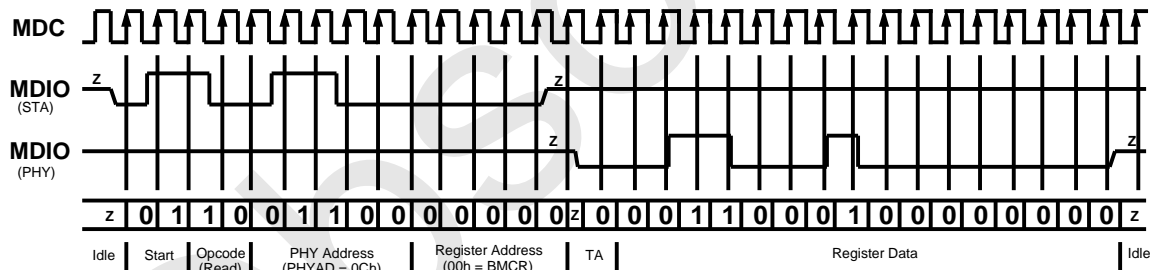 MDC
z z
MDIO
(STA)
z z
MDIO
(PHY)
z 0 1 1 0 0 1 1 0 0 0 0 0 0 0 z 0 0 0 1 1 0 0 0 1 0 0 0 0 0 0 0 0 z
Idle Start Opcode PHY Address Register Address TA Register Data Idle
(Read) (PHYAD = 0Ch) (00h = BMCR)